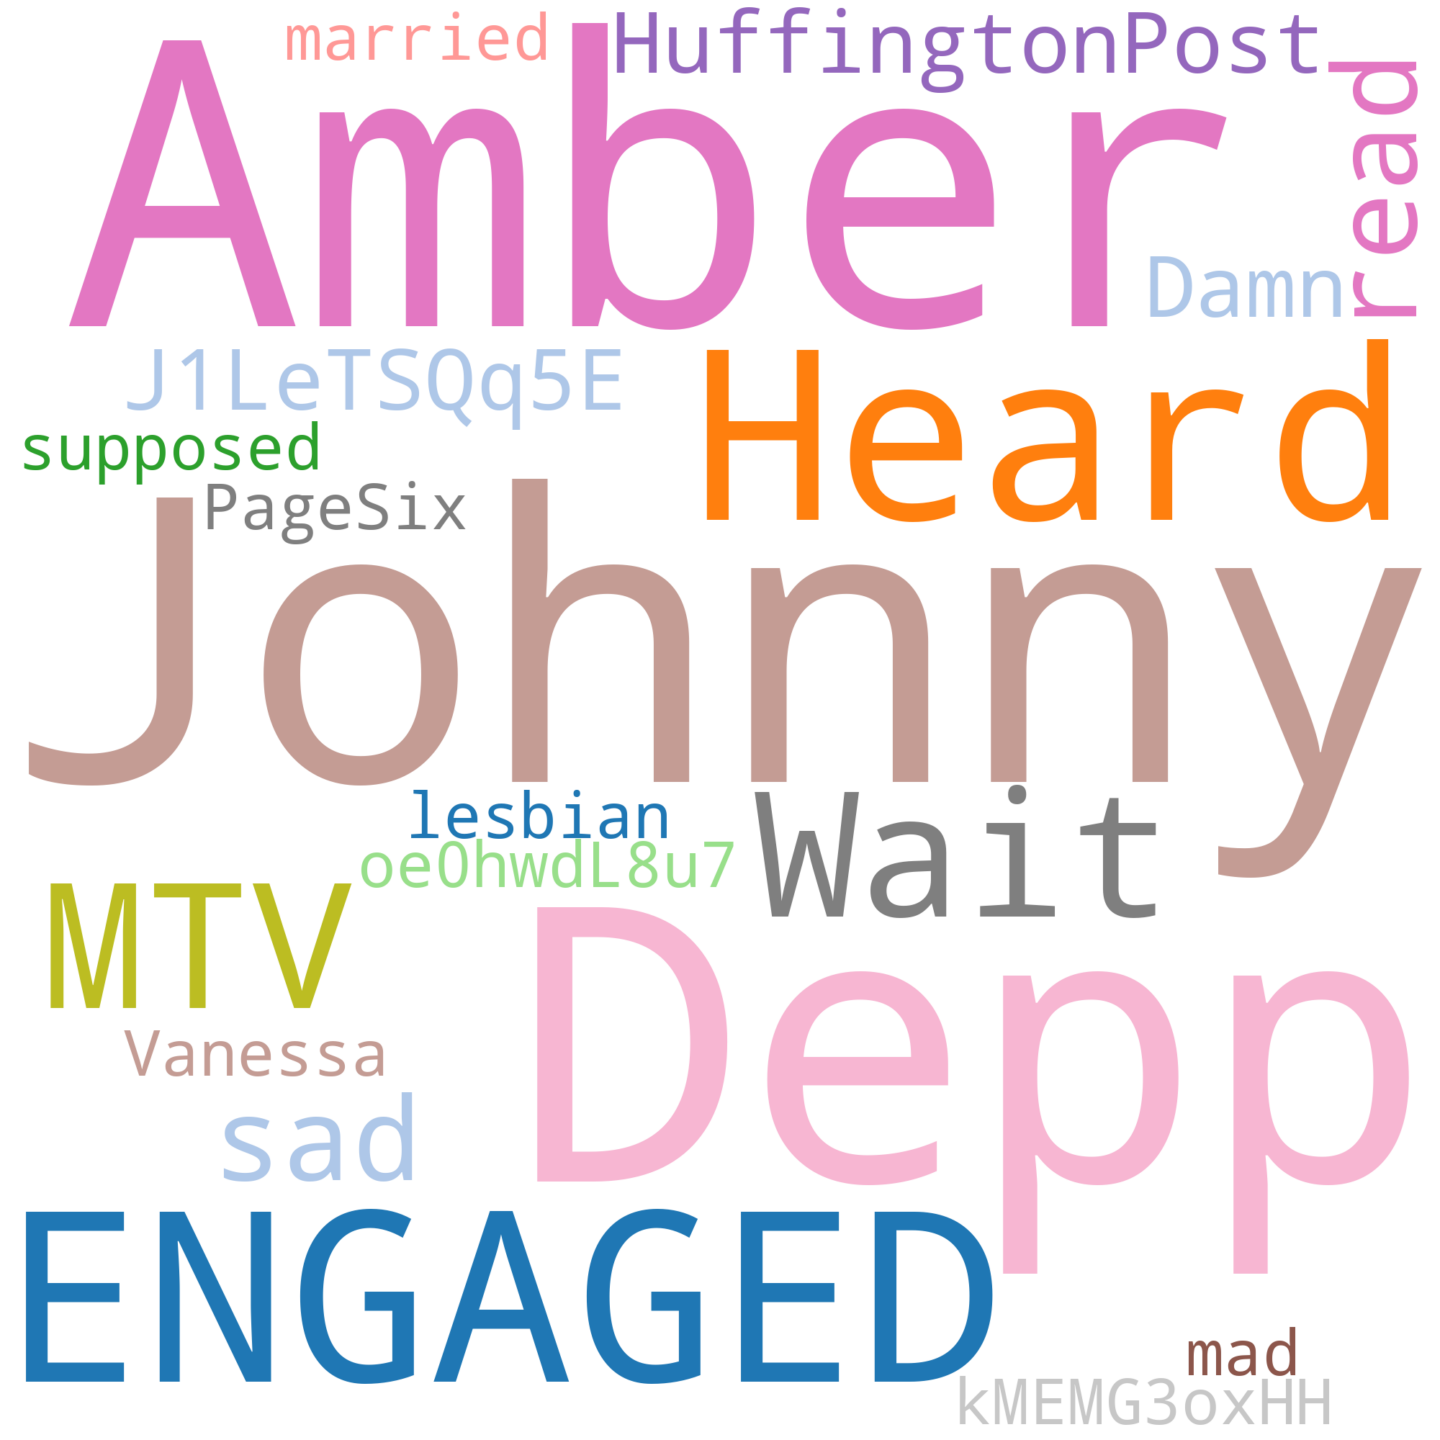 married
HuffingtonPost
Amber
read
Damn
J1LeTSQq5E
Heard
supposed
PageSix
Johnny
lesbian
Wait
oe0hwdL8u7
MTV
Depp
Vanessa
sad
ENGAGED
mad
kMEMG3oxHH